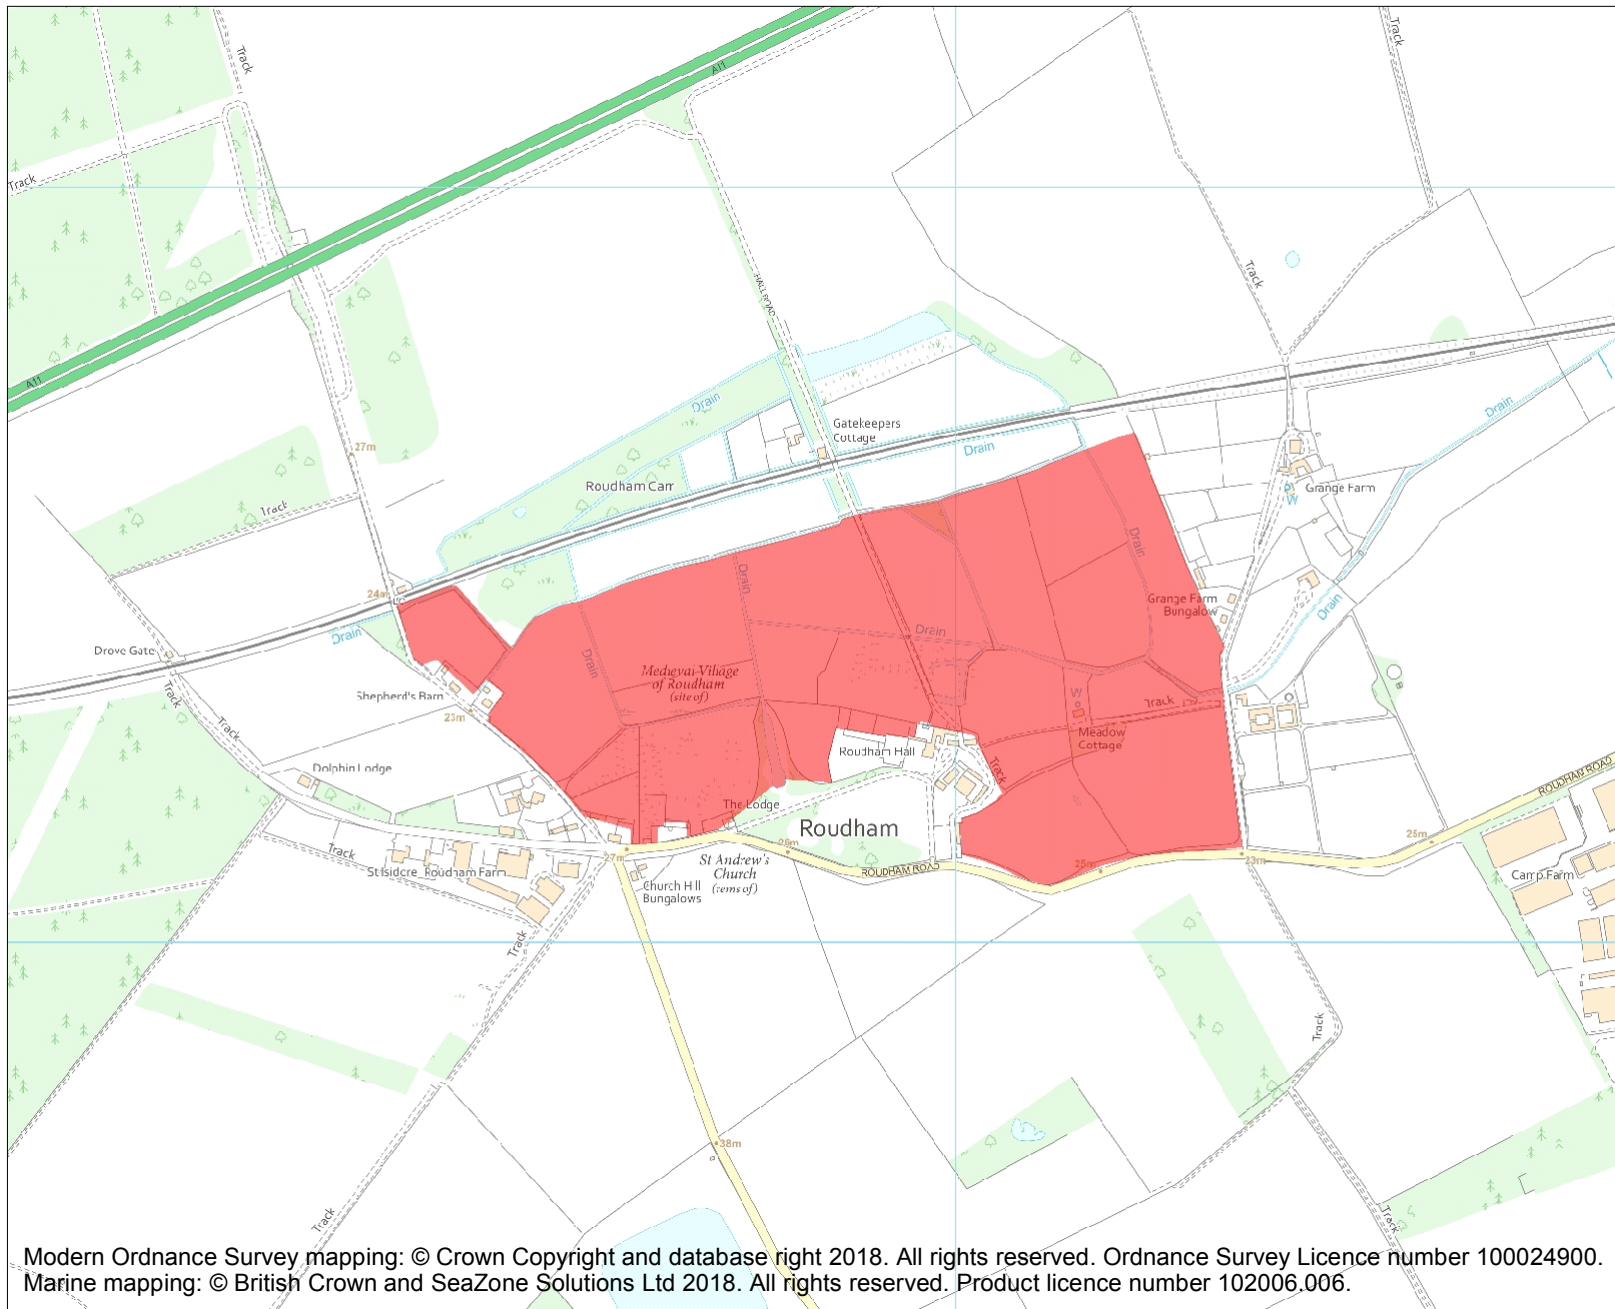 Track
Track
A11
Track
HALL ROAD
Track
A11
Drain
Gatekeepers
Cottage
Drain
Drain
27m
Roudham Carr
Grange Farm
W
Track
Drain
Drain
24m
Drain
Grange Farm
Bungalow
Drain
Drain
Drove Gate
Drain
Medieval Village
of Roudham
(site of)
Shepherd's Barn
23m
Track
Track
W
Track
Meadow
Cottage
Roudham Hall
Track
Dolphin Lodge
The Lodge
Roudham
ROUDHAM ROAD
Track
27m
St Andrew's
Church
(rems of)
26m
ROUDHAM ROAD
25m
23m
25m
St Isidore
Roudham Farm
Church Hill
Bungalows
Camp Farm
Track
Track
38m
Track
Track
Track
Modern Ordnance Survey mapping: © Crown Copyright and database right 2018. All rights reserved. Ordnance Survey Licence number 100024900.
Marine mapping: © British Crown and SeaZone Solutions Ltd 2018. All rights reserved. Product licence number 102006.006.